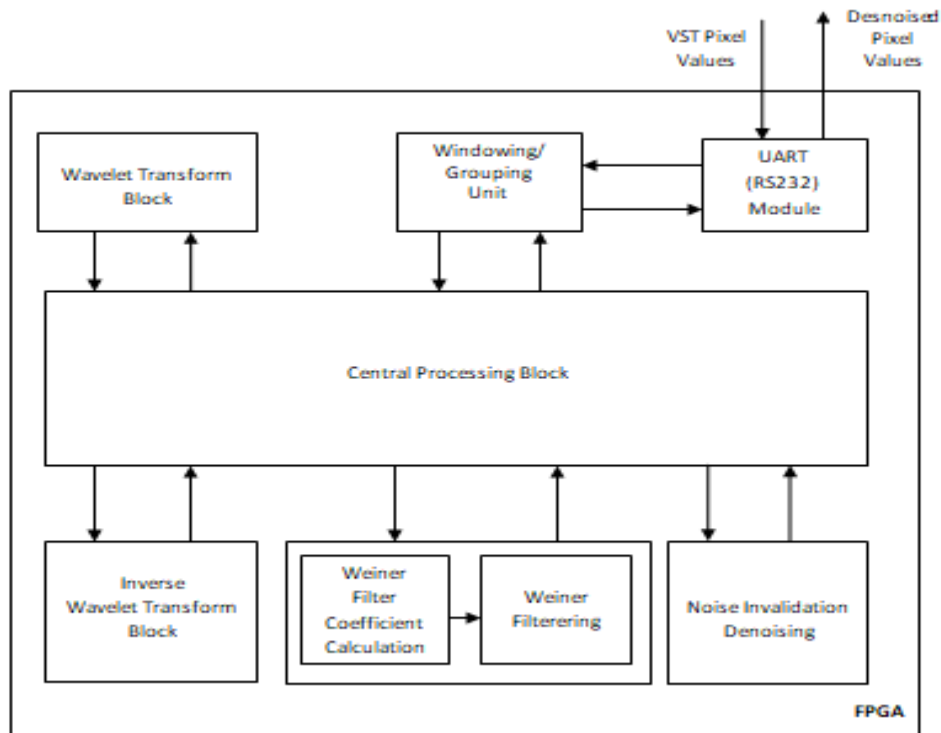 VST Pixel
Values
Desnoised
Pixel
Values
Wavelet Transform
Block
Windowing/
Grouping
Unit
UART
(RS232)
Module
Central Processing Block
Inverse
Wavelet Transform
Block
Weiner
Filter
Coefficient
Calculation
Weiner
Filterering
Noise Invalidation
Denoising
FPGA